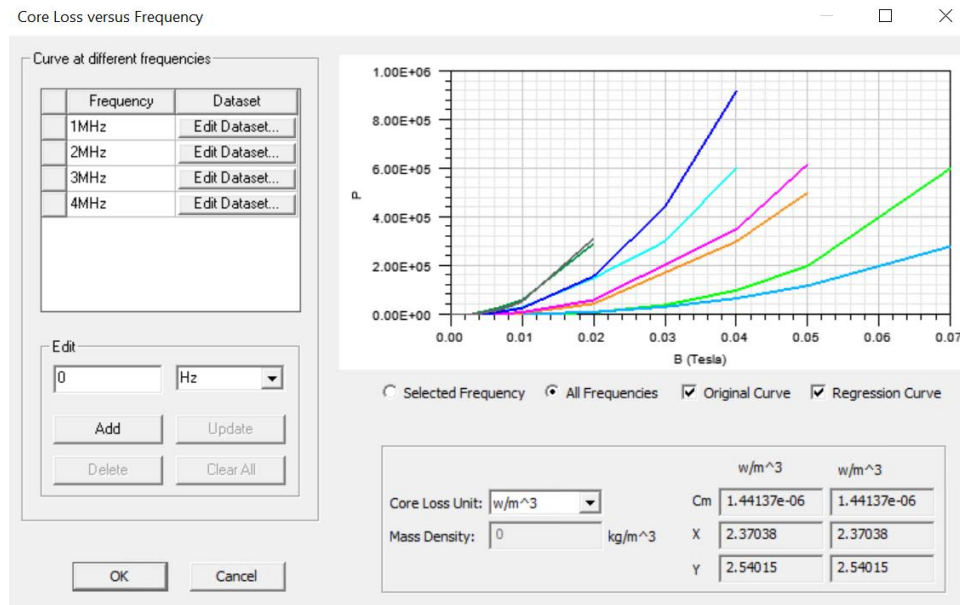 Core Loss versus Frequency
Curve at different frequencies
Frequency Dataset
1MHz Edit Dataset...
2MHz Edit Dataset...
3MHz Edit Dataset...
4MHz Edit Dataset...
Edit
0 Hz
Add Update
Delete Clear All
OK Cancel
1.00E+06
8.00E+05
6.00E+05
4.00E+05
2.00E+05
0.00E+00
P
0.00 0.01 0.02 0.03 0.04 0.05 0.06 0.07
B (Tesla)
Selected Frequency All Frequencies Original Curve Regression Curve
w/m^3 w/m^3
Core Loss Unit: w/m^3 Cm 1.44137e-06 1.44137e-06
Mass Density: 0 kg/m^3 X 2.37038 2.37038
Y 2.54015 2.54015